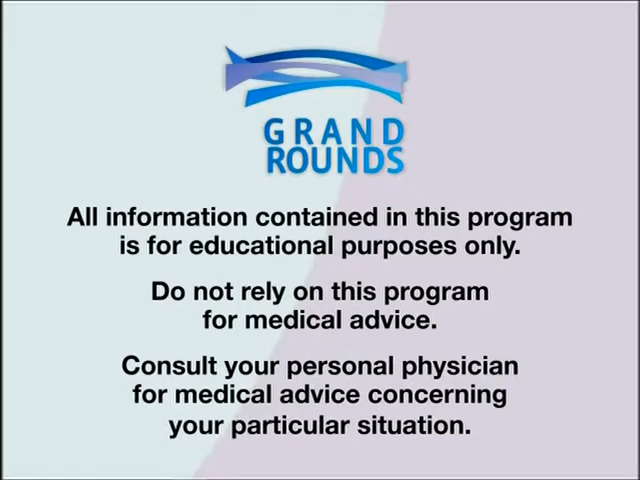 GRAND
ROUNDS
All information contained in this program
is for educational purposes only.
Do not rely on this program
for medical advice.
Consult your personal physician
for medical advice concerning
your particular situation.